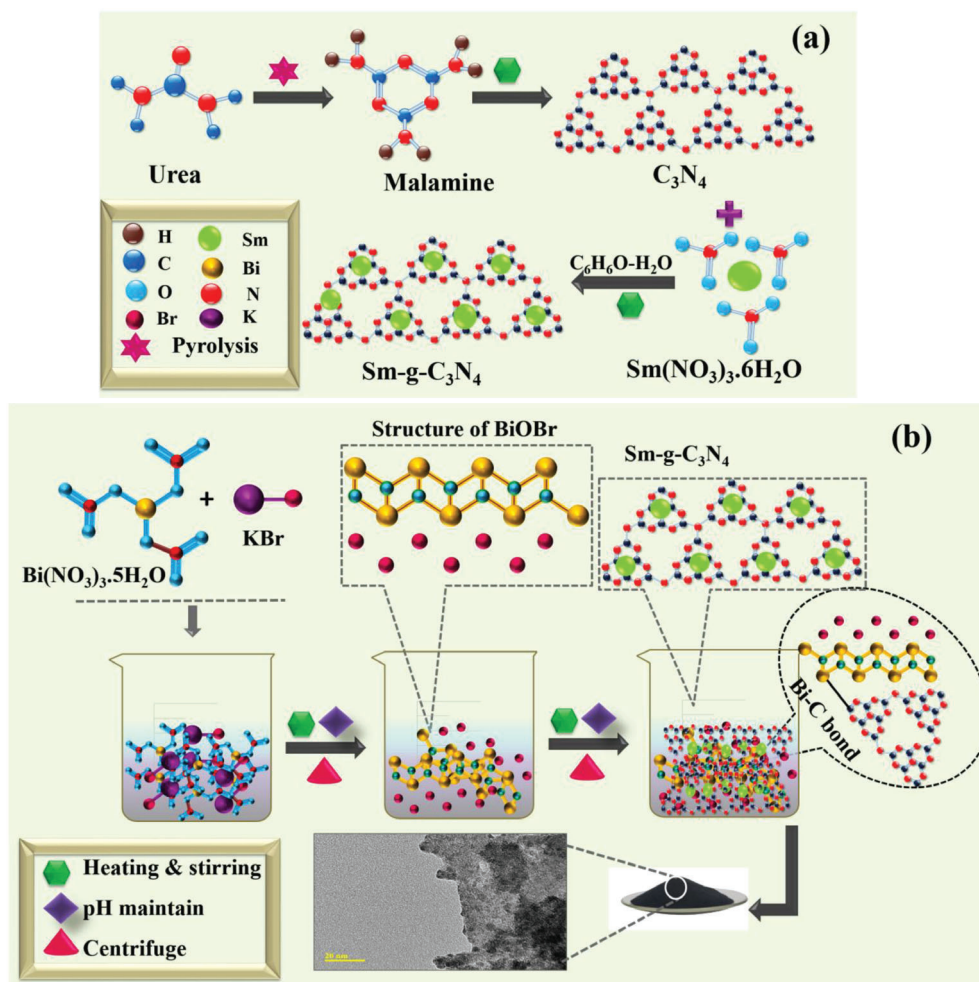 (a)
Urea
Malamine
C₃N₄
H
Sm
C
Bi
O
N
Br
K
Pyrolysis
Sm-g-C₃N₄
C₆H₆O-H₂O
Sm(NO₃)₃.6H₂O
(b)
Structure of BiOBr
Sm-g-C₃N₄
+
KBr
Bi(NO₃)₃.5H₂O
Bi-C bond
Heating & stirring
pH maintain
Centrifuge
20 nm